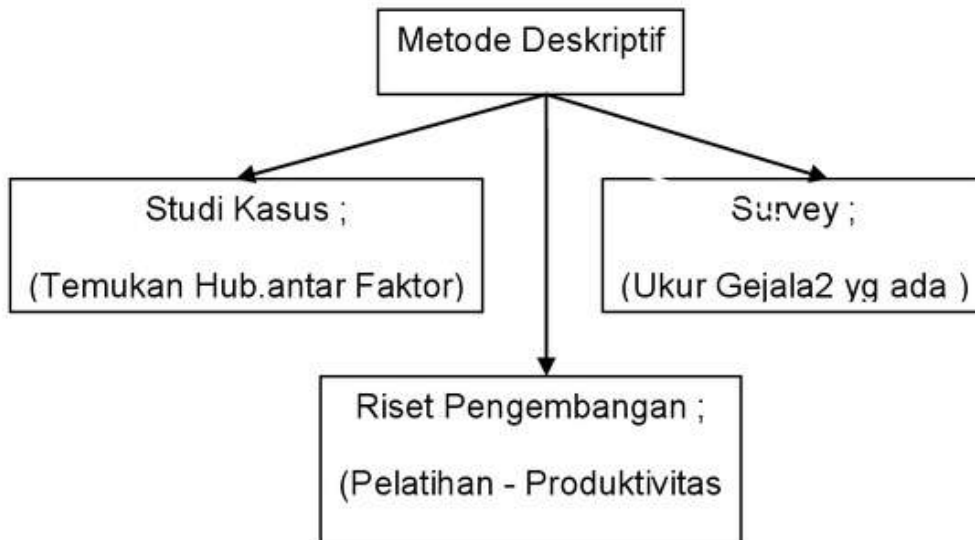 Metode Deskriptif
Studi Kasus ;
(Temukan Hub.antar Faktor)
Survey ;
(Ukur Gejala2 yg ada )
Riset Pengembangan ;
(Pelatihan - Produktivitas